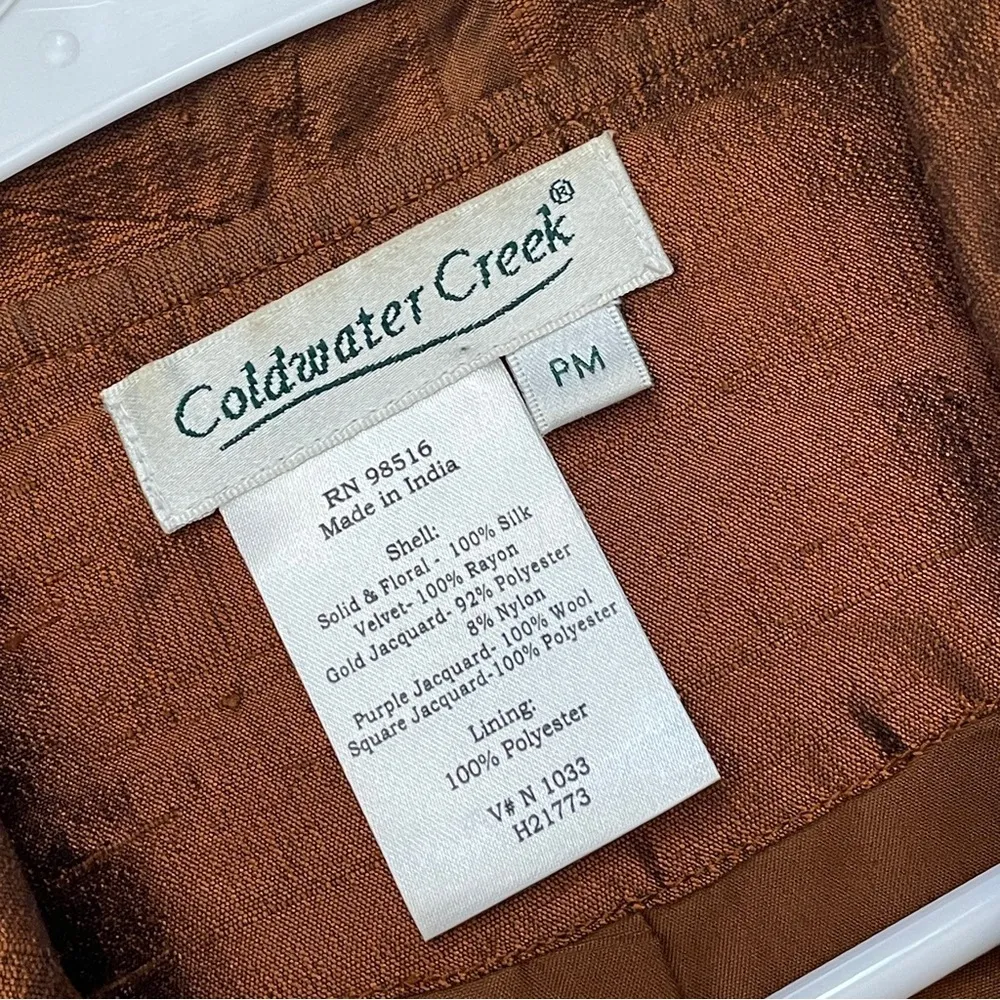 Coldwater Creek®
PM
RN 98516
Made in India
Shell:
Solid & Floral - 100% Silk
Velvet- 100% Rayon
Gold Jacquard- 92% Polyester
8% Nylon
Purple Jacquard- 100% Wool
Square Jacquard-100% Polyester
Lining:
100% Polyester
V# N 1033
H21773